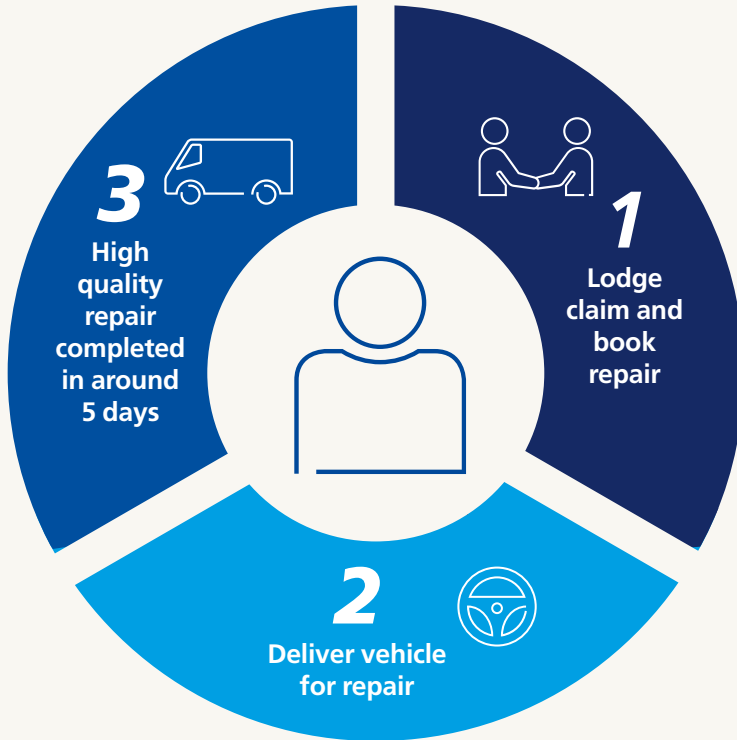 1
Lodge
claim and
book
repair
2
Deliver vehicle
for repair
3
High
quality
repair
completed
in around
5 days